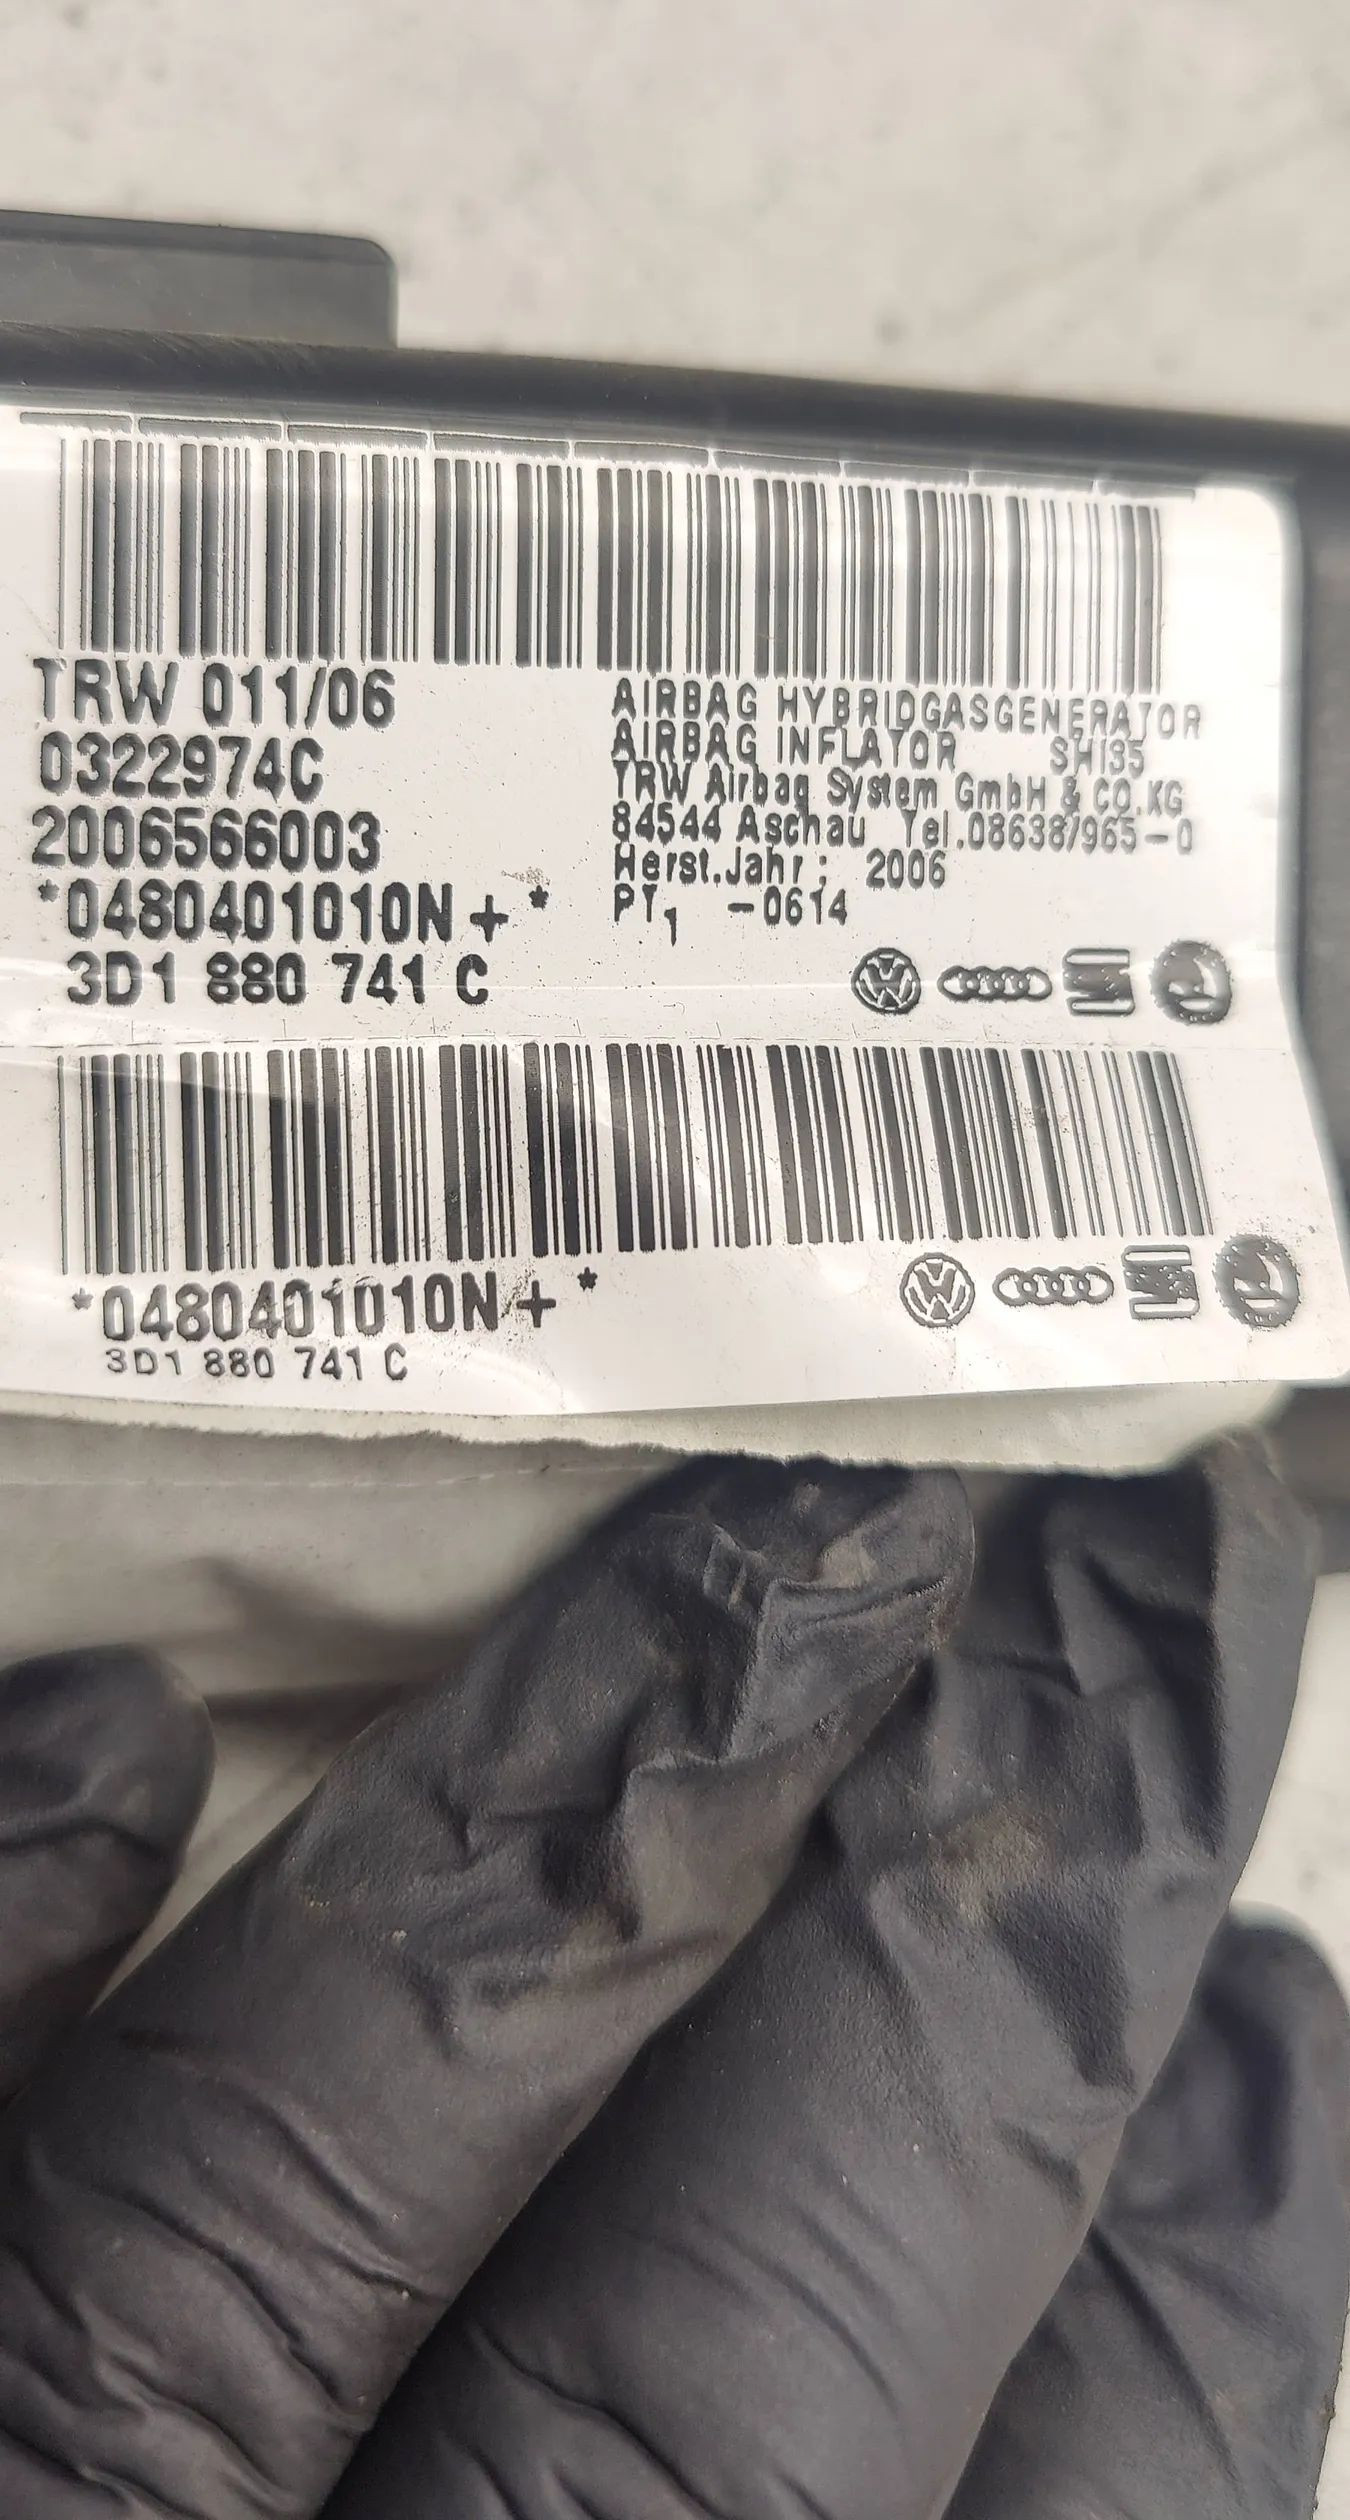 TRW 011/06
0322974C
2006566003
*0480401010N+*
3D1 880 741 C
AIRBAG HYBRIDGASGENERATOR
AIRBAG INFLATOR SHI35
TRW Airbag System GmbH & CO.KG
84544 Aschau Tel.08638/965-0
Herst.Jahr: 2006
PT1 -0614
*0480401010N+*
3D1 880 741 C